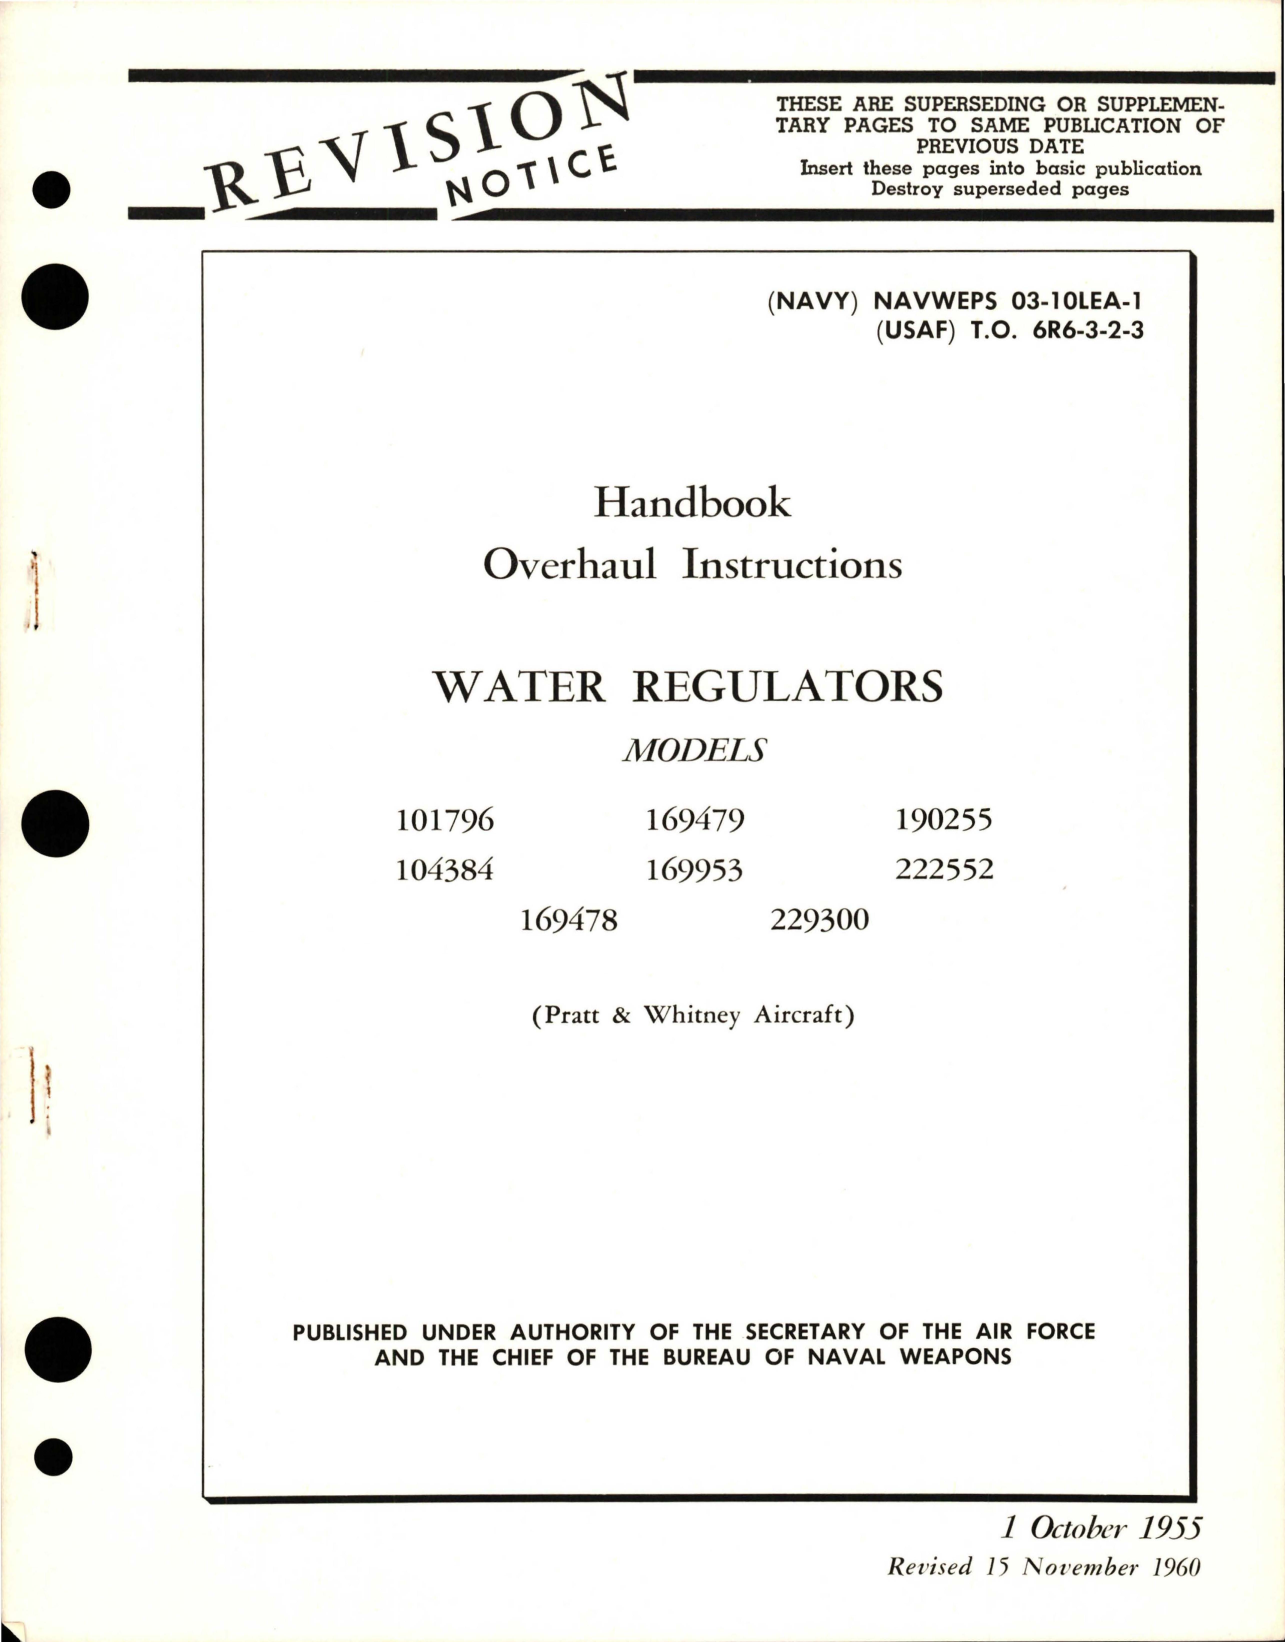 REVISION
NOTICE
THESE ARE SUPERSEDING OR SUPPLEMEN-
TARY PAGES TO SAME PUBLICATION OF
PREVIOUS DATE
Insert these pages into basic publication
Destroy superseded pages
(NAVY) NAVWEPS 03-10LEA-1
(USAF) T.O. 6R6-3-2-3
Handbook
Overhaul Instructions
WATER REGULATORS
MODELS
101796 169479 190255
104384 169953 222552
169478 229300
(Pratt & Whitney Aircraft)
PUBLISHED UNDER AUTHORITY OF THE SECRETARY OF THE AIR FORCE
AND THE CHIEF OF THE BUREAU OF NAVAL WEAPONS
1 October 1955
Revised 15 November 1960